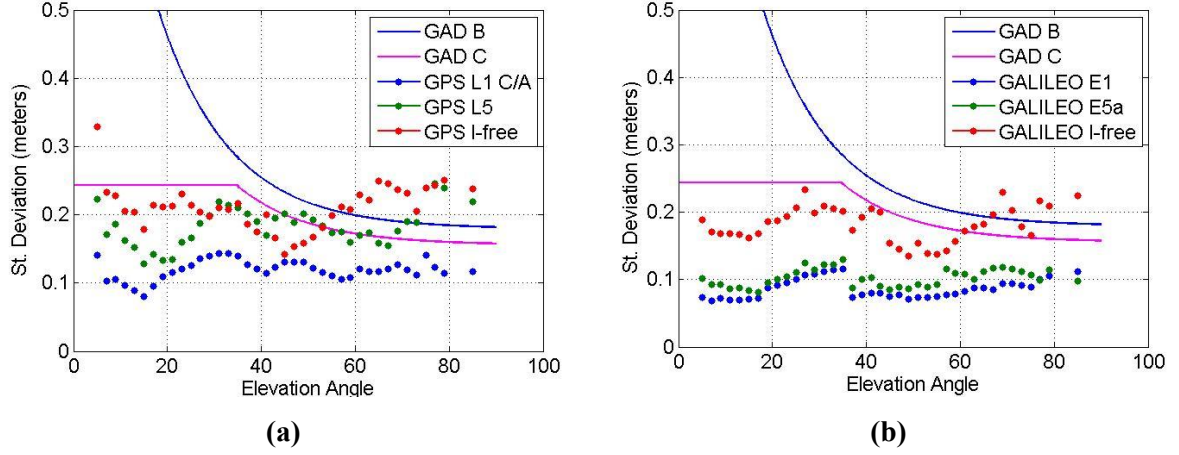 0.5
0.4
0.3
0.2
0.1
0
St. Deviation (meters)
0 20 40 60 80 100
Elevation Angle
GAD B
GAD C
GPS L1 C/A
GPS L5
GPS I-free
(a)
0.5
0.4
0.3
0.2
0.1
0
St. Deviation (meters)
0 20 40 60 80 100
Elevation Angle
GAD B
GAD C
GALILEO E1
GALILEO E5a
GALILEO I-free
(b)